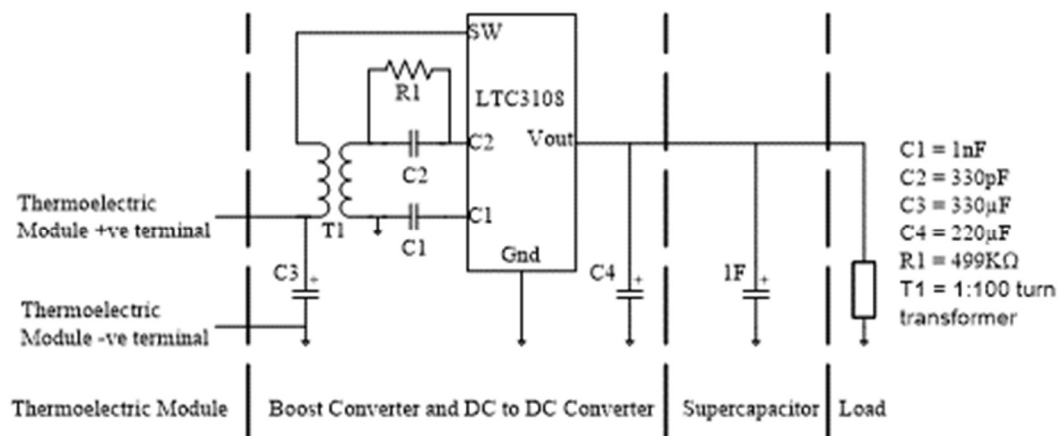 SW
R1
LTC3108
C2
Vout
C2
C1
T1
C1
Gnd
Thermoelectric
Module +ve terminal
C3
+
C4
+
1F
+
Thermoelectric
Module -ve terminal
C1 = 1nF
C2 = 330pF
C3 = 330µF
C4 = 220µF
R1 = 499KΩ
T1 = 1:100 turn
transformer
Thermoelectric Module
Boost Converter and DC to DC Converter
Supercapacitor
Load